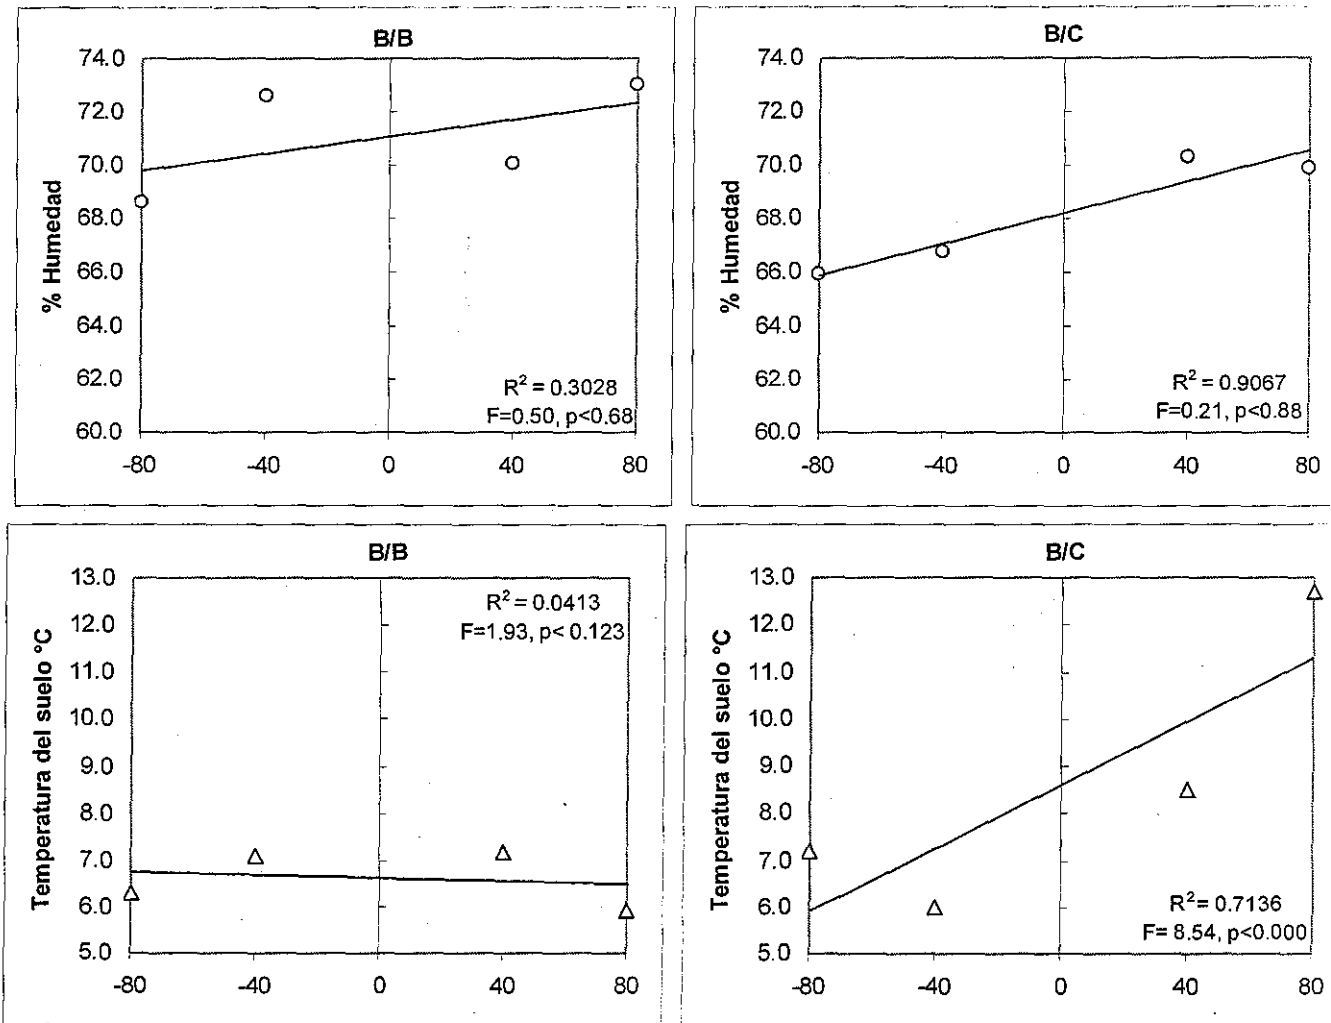 B/B
74.0
72.0
70.0
68.0
66.0
64.0
62.0
60.0
% Humedad
R² = 0.3028
F=0.50, p<0.68
-80 -40 0 40 80
B/C
74.0
72.0
70.0
68.0
66.0
64.0
62.0
60.0
% Humedad
R² = 0.9067
F=0.21, p<0.88
-80 -40 0 40 80
B/B
13.0
12.0
11.0
10.0
9.0
8.0
7.0
6.0
5.0
Temperatura del suelo °C
R² = 0.0413
F=1.93, p< 0.123
-80 -40 0 40 80
B/C
13.0
12.0
11.0
10.0
9.0
8.0
7.0
6.0
5.0
Temperatura del suelo °C
R² = 0.7136
F= 8.54, p<0.000
-80 -40 0 40 80